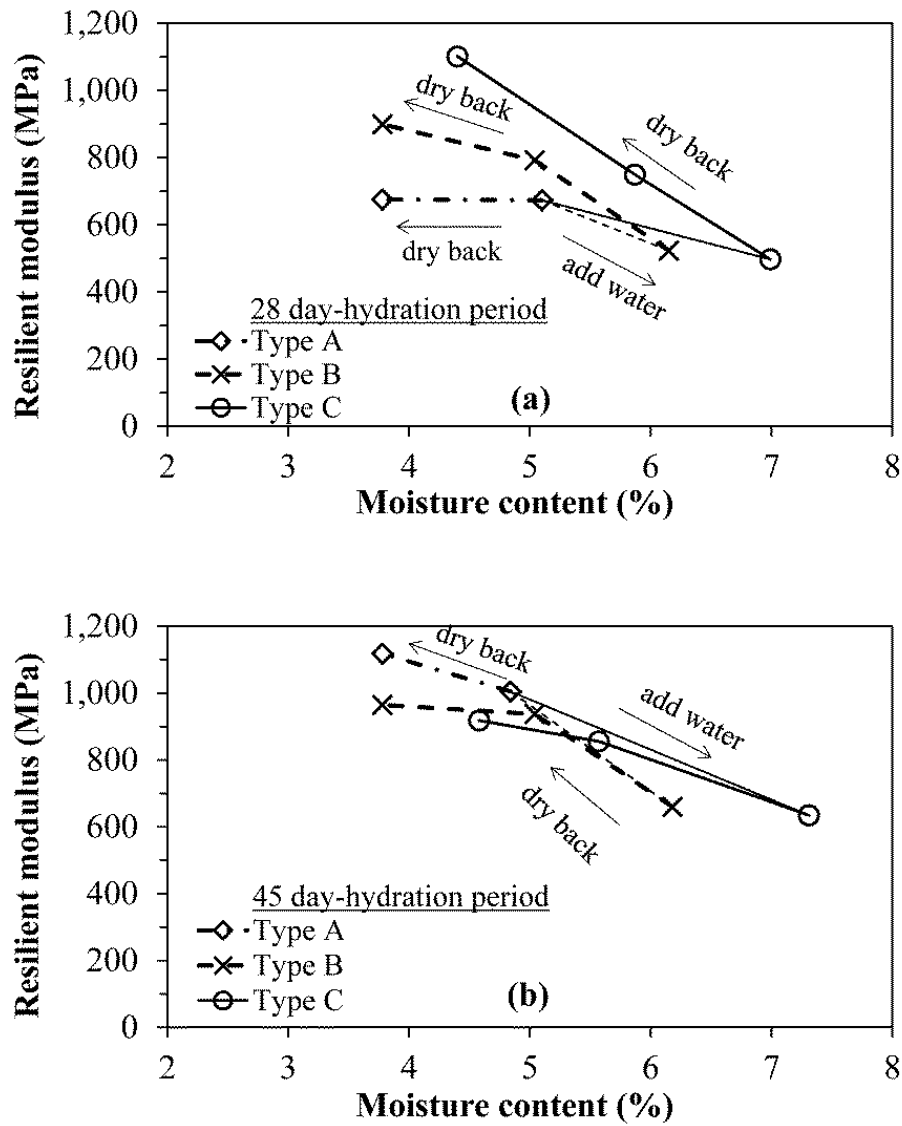 1,200
1,000
800
600
400
200
0
Resilient modulus (MPa)
dry back
dry back
dry back
add water
28 day-hydration period
Type A
Type B
Type C
(a)
2 3 4 5 6 7 8
Moisture content (%)
1,200
1,000
800
600
400
200
0
Resilient modulus (MPa)
dry back
add water
dry back
45 day-hydration period
Type A
Type B
Type C
(b)
2 3 4 5 6 7 8
Moisture content (%)